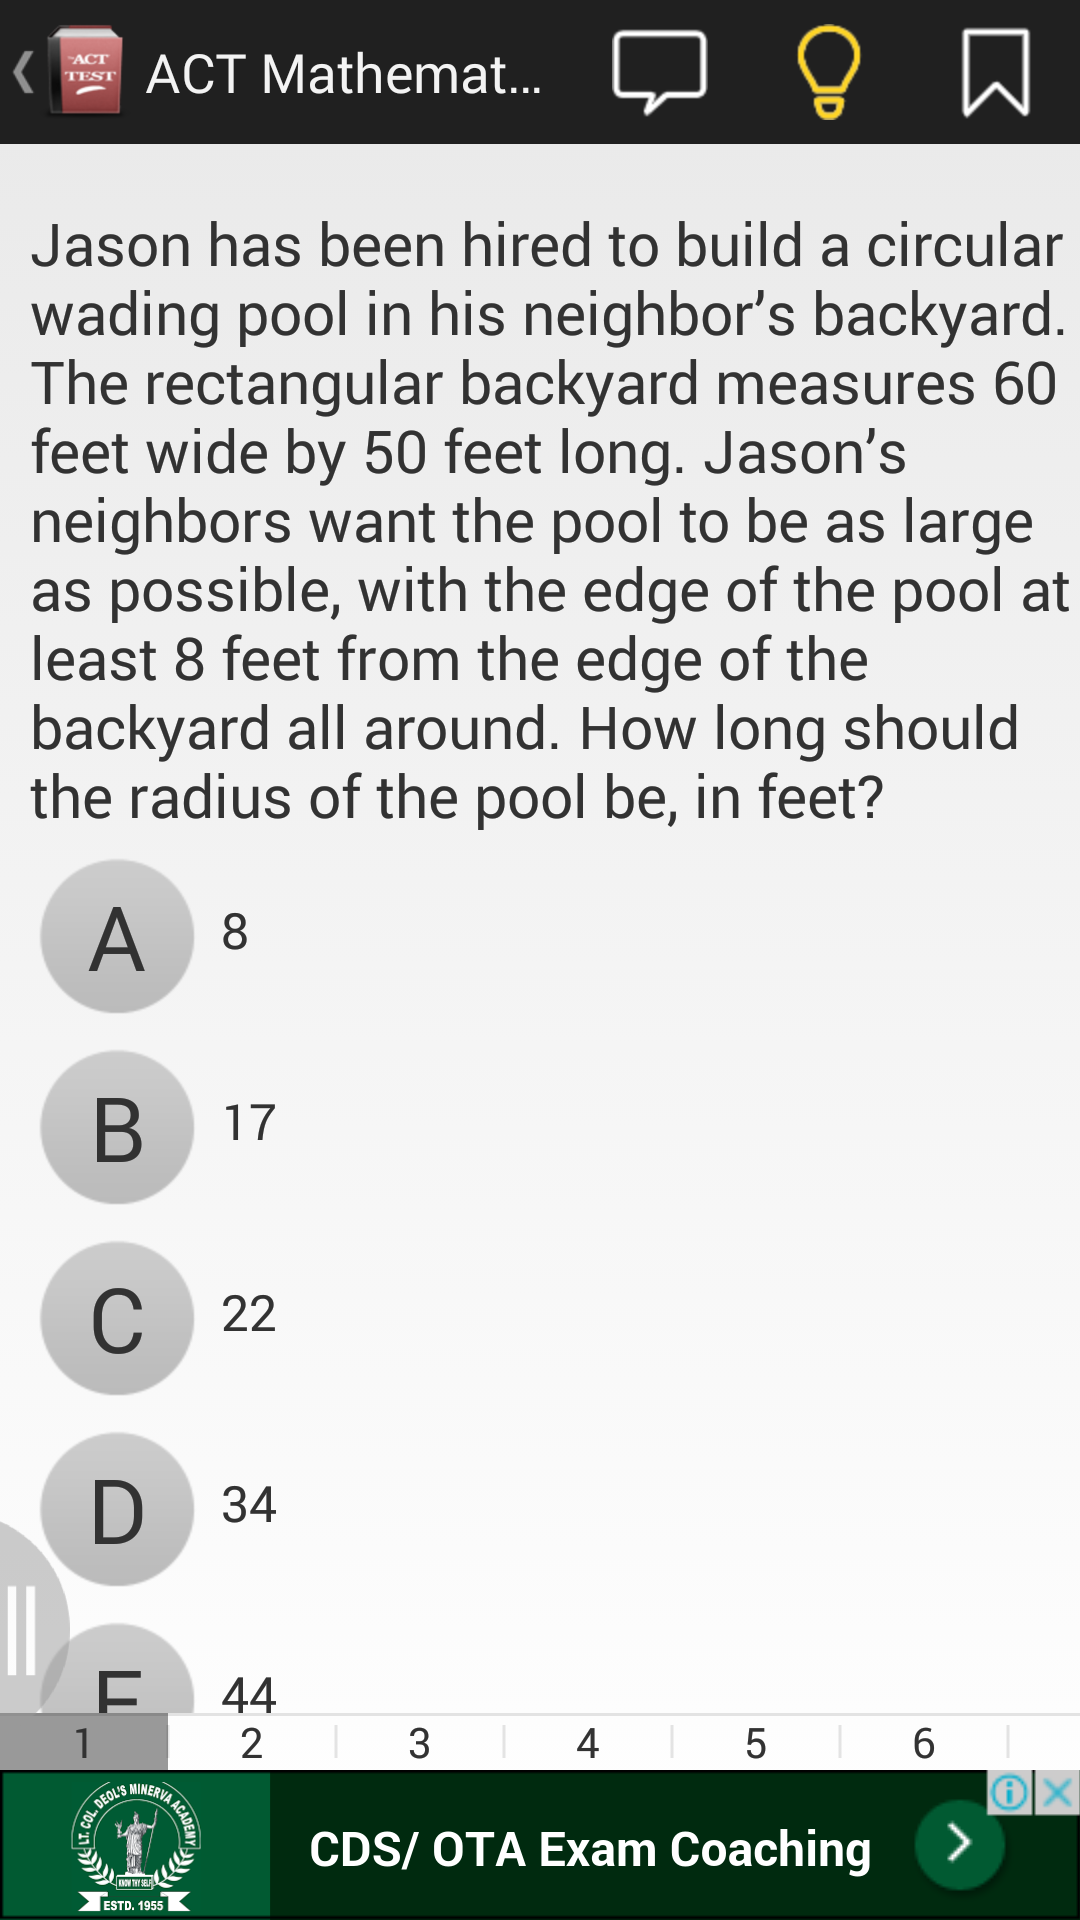 ACT
TEST
ACT Mathemat...
Jason has been hired to build a circular
wading pool in his neighbor’s backyard.
The rectangular backyard measures 60
feet wide by 50 feet long. Jason’s
neighbors want the pool to be as large
as possible, with the edge of the pool at
least 8 feet from the edge of the
backyard all around. How long should
the radius of the pool be, in feet?
A 8
B 17
C 22
D 34
E 44
1 2 3 4 5 6
LT. COL. DEOL'S MINERVA ACADEMY
KNOW THY SELF
ESTD. 1955
CDS/ OTA Exam Coaching